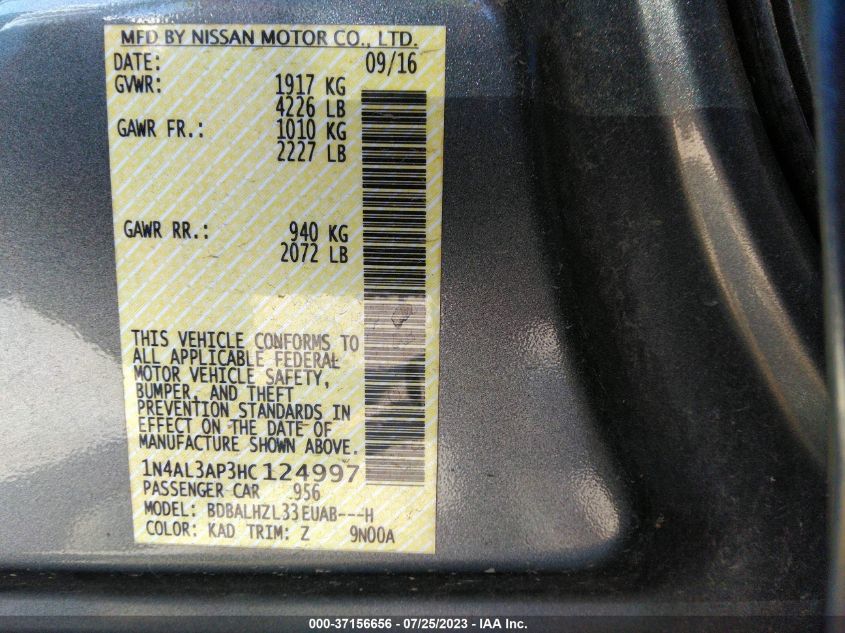 MFD BY NISSAN MOTOR CO., LTD.
DATE: 09/16
GVWR: 1917 KG
4226 LB
GAWR FR.: 1010 KG
2227 LB
GAWR RR.: 940 KG
2072 LB
THIS VEHICLE CONFORMS TO
ALL APPLICABLE FEDERAL
MOTOR VEHICLE SAFETY,
BUMPER, AND THEFT
PREVENTION STANDARDS IN
EFFECT ON THE DATE OF
MANUFACTURE SHOWN ABOVE.
1N4AL3AP3HC124997
PASSENGER CAR 956
MODEL: BDBALHZL33EUAB---H
COLOR: KAD TRIM: Z 9N00A
000-37156656 - 07/25/2023 - IAA Inc.